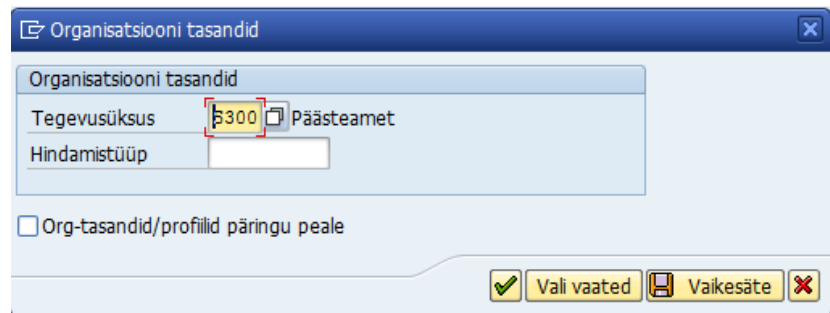 Organisatsiooni tasandid
Organisatsiooni tasandid
Tegevusüksus 6300 Päästeamet
Hindamistüüp
Org-tasandid/profiilid päringu peale
Vali vaated Vaikesäte